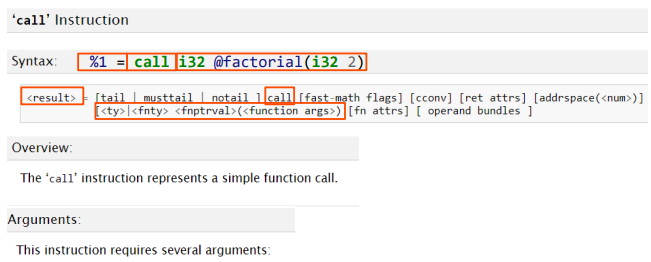 ‘call’ Instruction
Syntax: %1 = call i32 @factorial(i32 2)
<result> = [tail | musttail | notail ] call [fast-math flags] [cconv] [ret attrs] [addrspace(<num>)]
[<ty>|<fnty> <fnptrval>(<function args>) [fn attrs] [ operand bundles ]
Overview:
The ‘call’ instruction represents a simple function call.
Arguments:
This instruction requires several arguments: